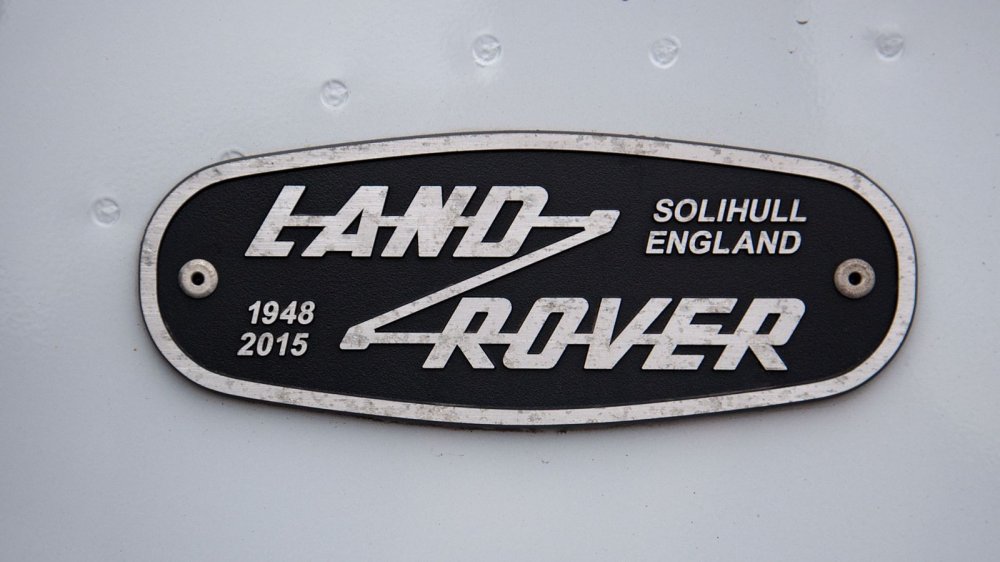 LAND
SOLIHULL
ENGLAND
1948
2015
ROVER